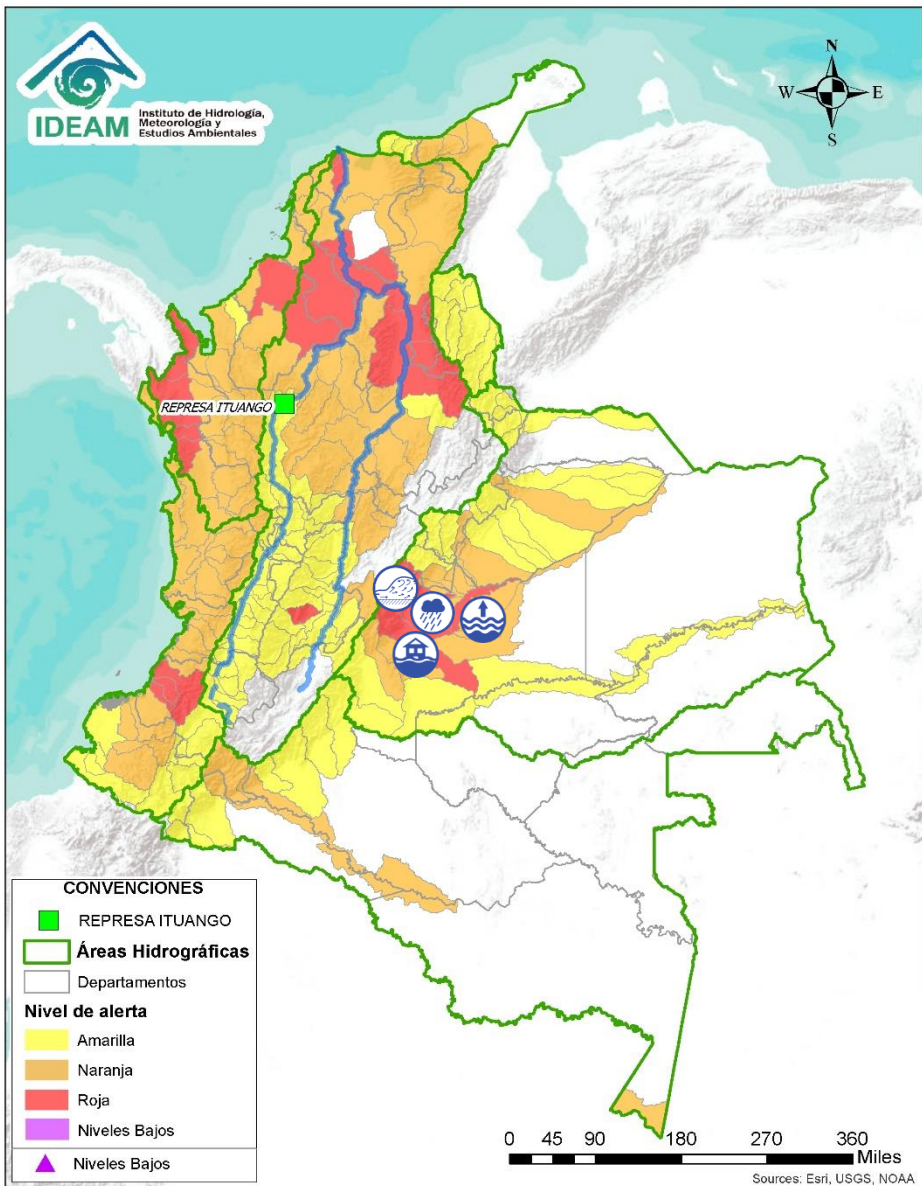 IDEAM
Instituto de Hidrología,
Meteorología y
Estudios Ambientales
N
W
E
S
REPRESA ITUANGO
CONVENCIONES
REPRESA ITUANGO
Áreas Hidrográficas
Departamentos
Nivel de alerta
Amarilla
Naranja
Roja
Niveles Bajos
Niveles Bajos
0 45 90 180 270 360
Miles
Sources: Esri, USGS, NOAA